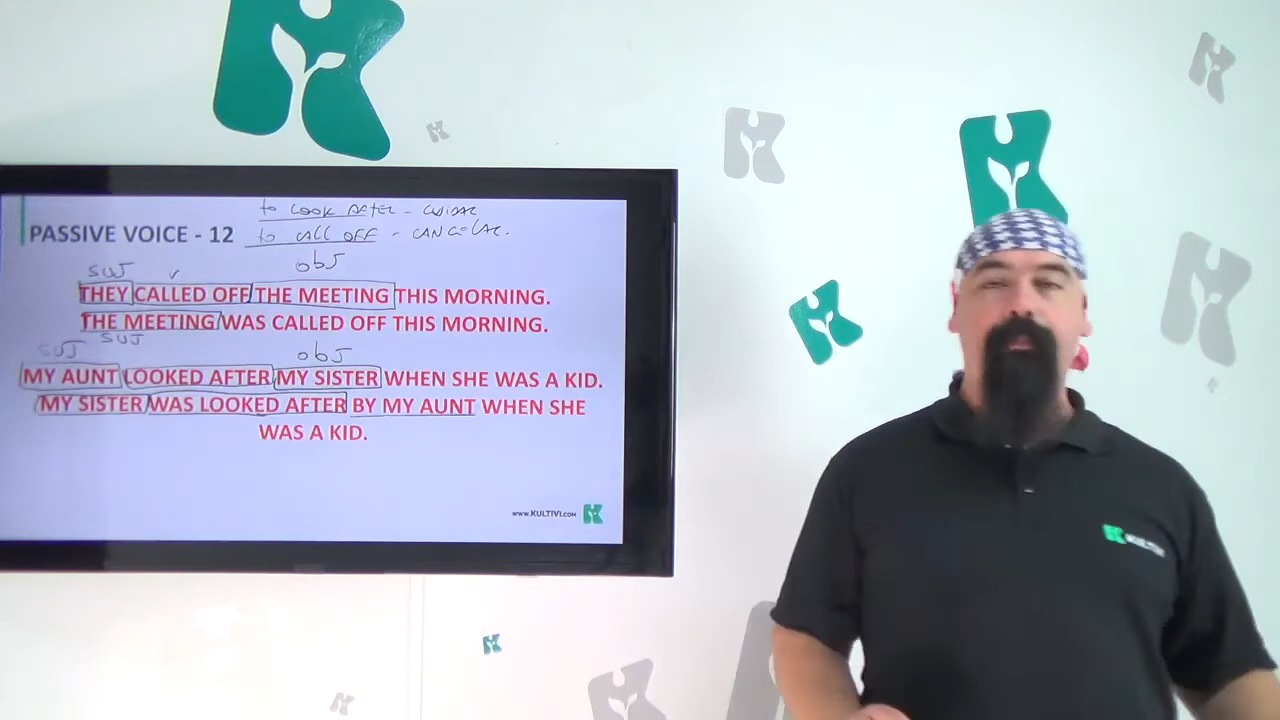 to LOOK AFTER - CUIDAR
PASSIVE VOICE - 12
to CALL OFF - CANCELAR.
SUJ v obJ
THEY CALLED OFF THE MEETING THIS MORNING.
THE MEETING WAS CALLED OFF THIS MORNING.
SUJ
SUJ obJ
MY AUNT LOOKED AFTER MY SISTER WHEN SHE WAS A KID.
MY SISTER WAS LOOKED AFTER BY MY AUNT WHEN SHE
WAS A KID.
WWW.KULTIVI.COM
KULTIVI